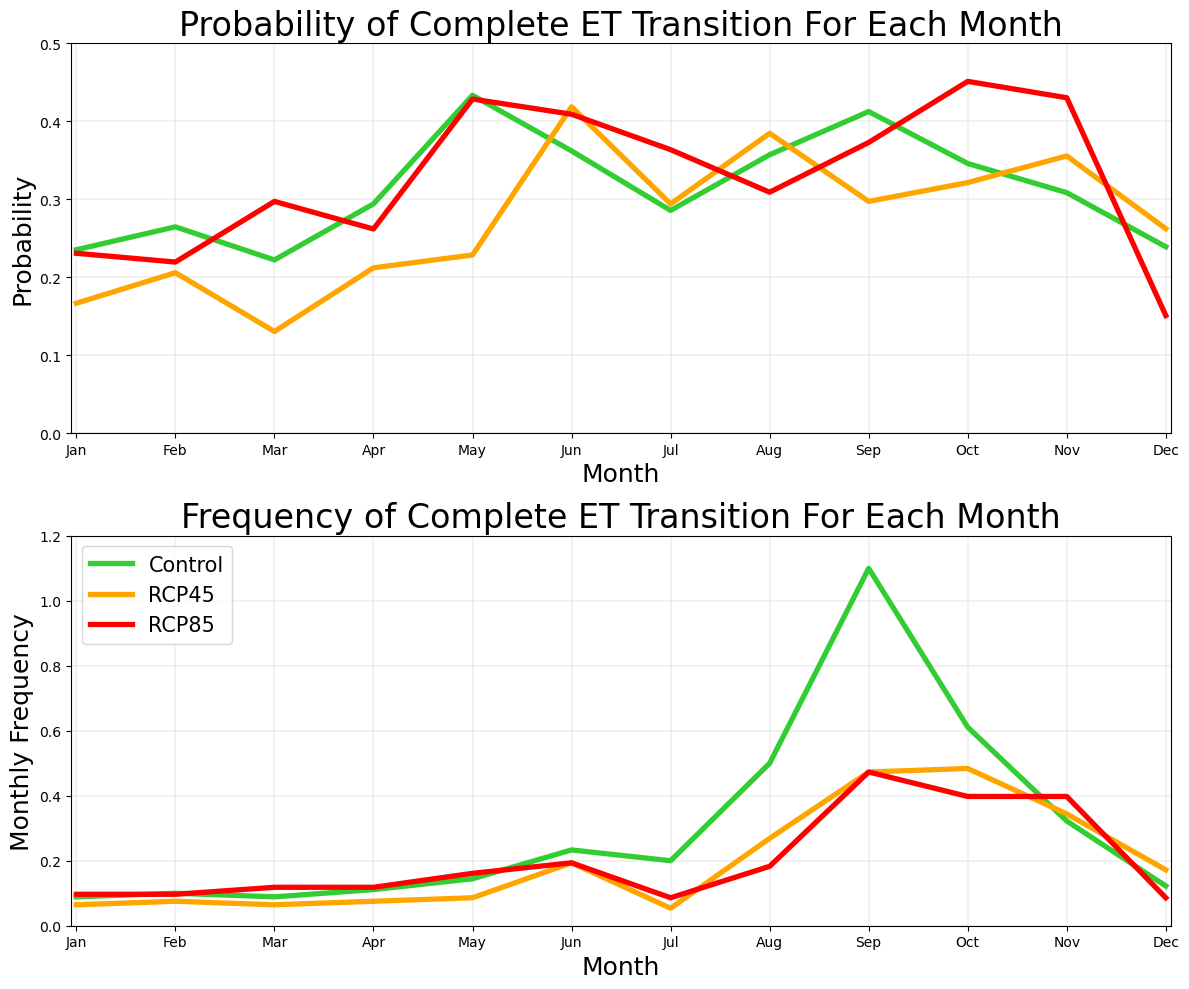 Probability of Complete ET Transition For Each Month
Probability
0.5
0.4
0.3
0.2
0.1
0.0
Jan Feb Mar Apr May Jun Jul Aug Sep Oct Nov Dec
Month
Frequency of Complete ET Transition For Each Month
Monthly Frequency
1.2
1.0
0.8
0.6
0.4
0.2
0.0
Control
RCP45
RCP85
Jan Feb Mar Apr May Jun Jul Aug Sep Oct Nov Dec
Month